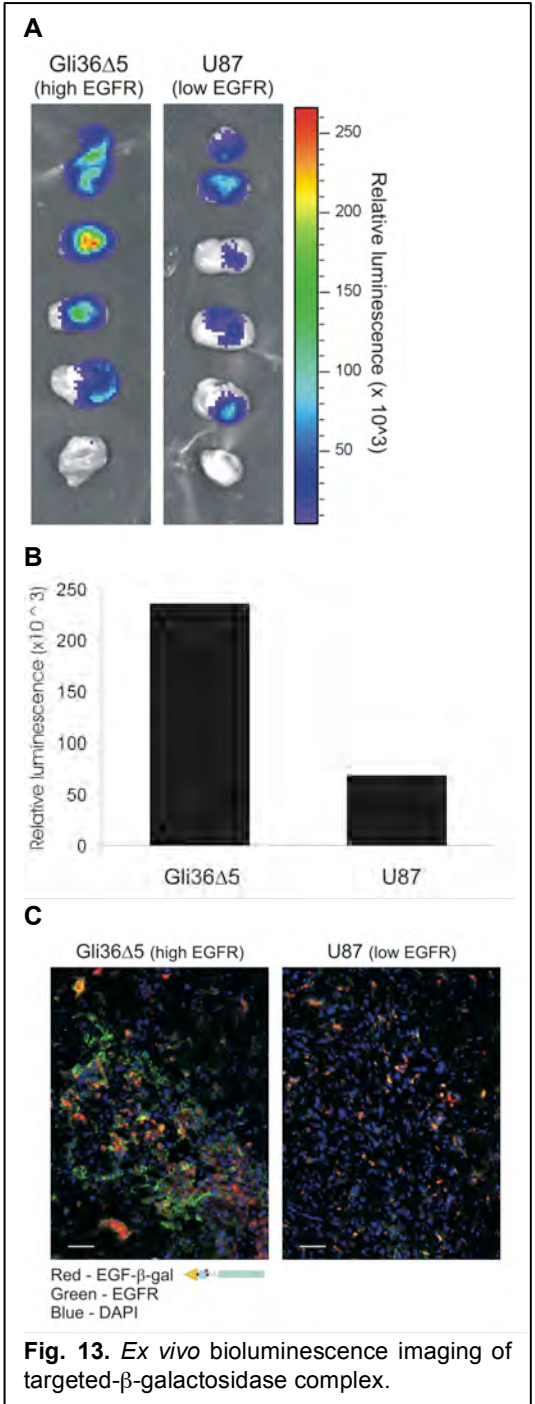 A
Gli36Δ5 U87
(high EGFR) (low EGFR)
250
200
150
100
50
Relative luminescence (x 10^3)
B
Relative luminescence (x10 ^ 3)
250
200
150
100
50
0
Gli36Δ5 U87
C
Gli36Δ5 (high EGFR) U87 (low EGFR)
Red - EGF-β-gal
Green - EGFR
Blue - DAPI
Fig. 13. Ex vivo bioluminescence imaging of
targeted-β-galactosidase complex.